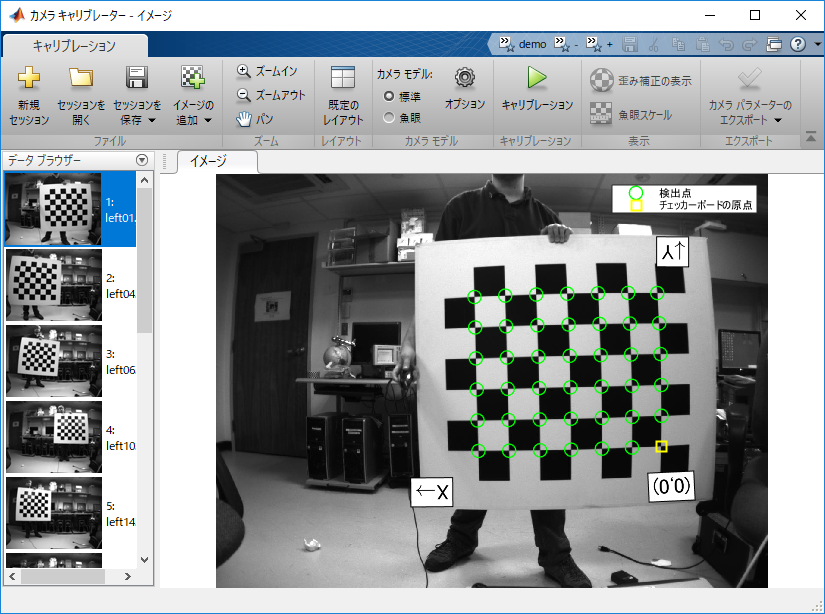 カメラ キャリブレーター - イメージ
キャリブレーション
demo
-
+
新規
セッション
セッションを
開く
セッションを
保存
イメージの
追加
ズームイン
ズームアウト
パン
既定の
レイアウト
カメラ モデル:
標準
魚眼
オプション
キャリブレーション
歪み補正の表示
魚眼スケール
カメラ パラメーターの
エクスポート
ファイル
ズーム
レイアウト
カメラ モデル
キャリブレーション
表示
エクスポート
データ ブラウザー
イメージ
1:
left01.
2:
left04
3:
left06
4:
left10
5:
left14
検出点
チェッカーボードの原点
Y→
←X
(0,0)